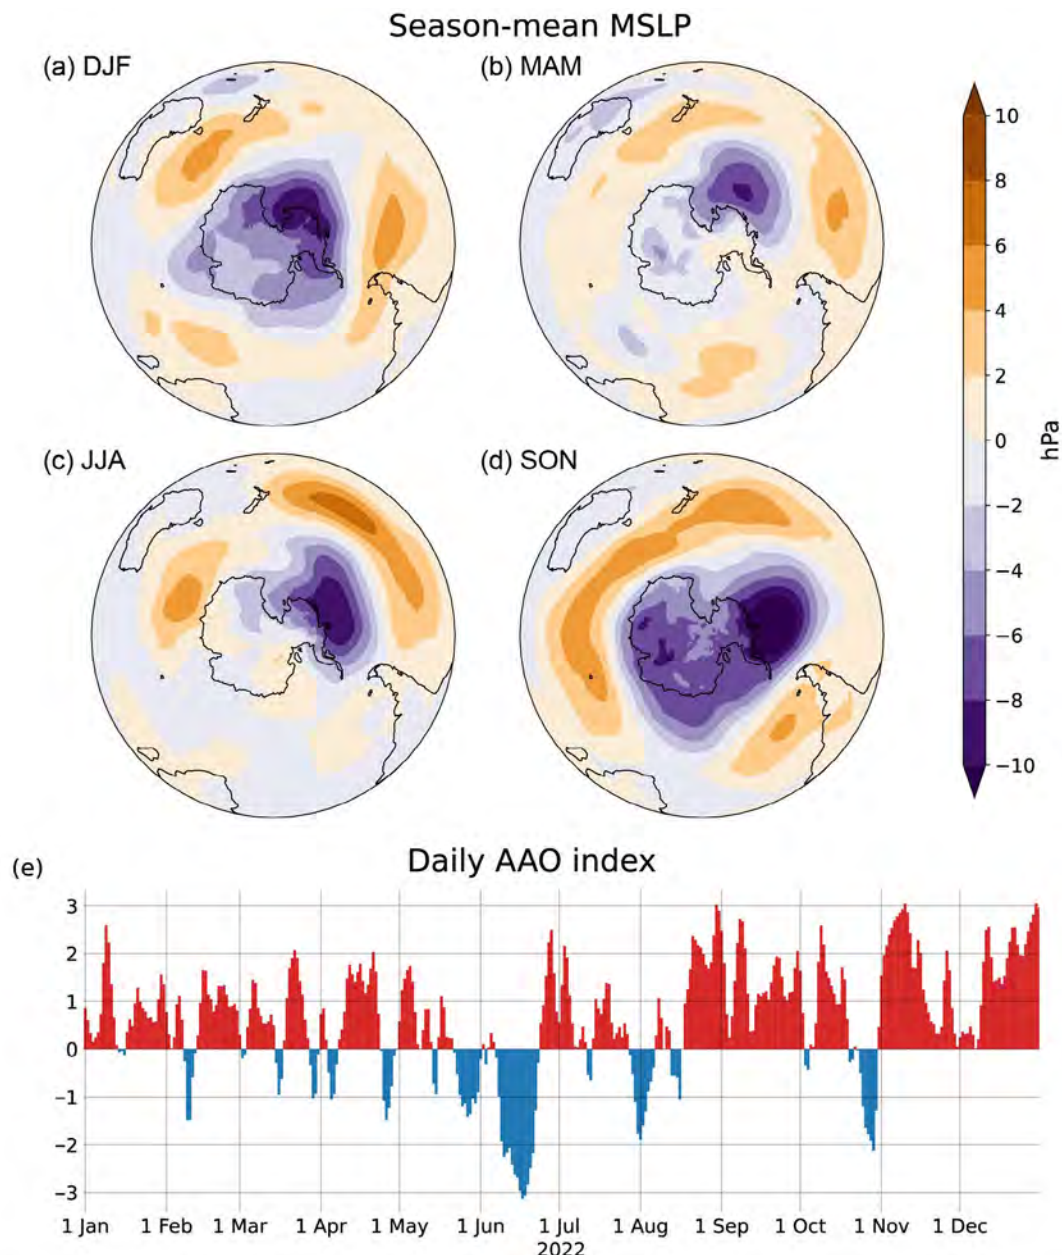 Season-mean MSLP
(a) DJF
(b) MAM
(c) JJA
(d) SON
10
8
6
4
2
0
−2
−4
−6
−8
−10
hPa
(e)
Daily AAO index
3
2
1
0
−1
−2
−3
1 Jan 1 Feb 1 Mar 1 Apr 1 May 1 Jun 1 Jul 1 Aug 1 Sep 1 Oct 1 Nov 1 Dec
2022